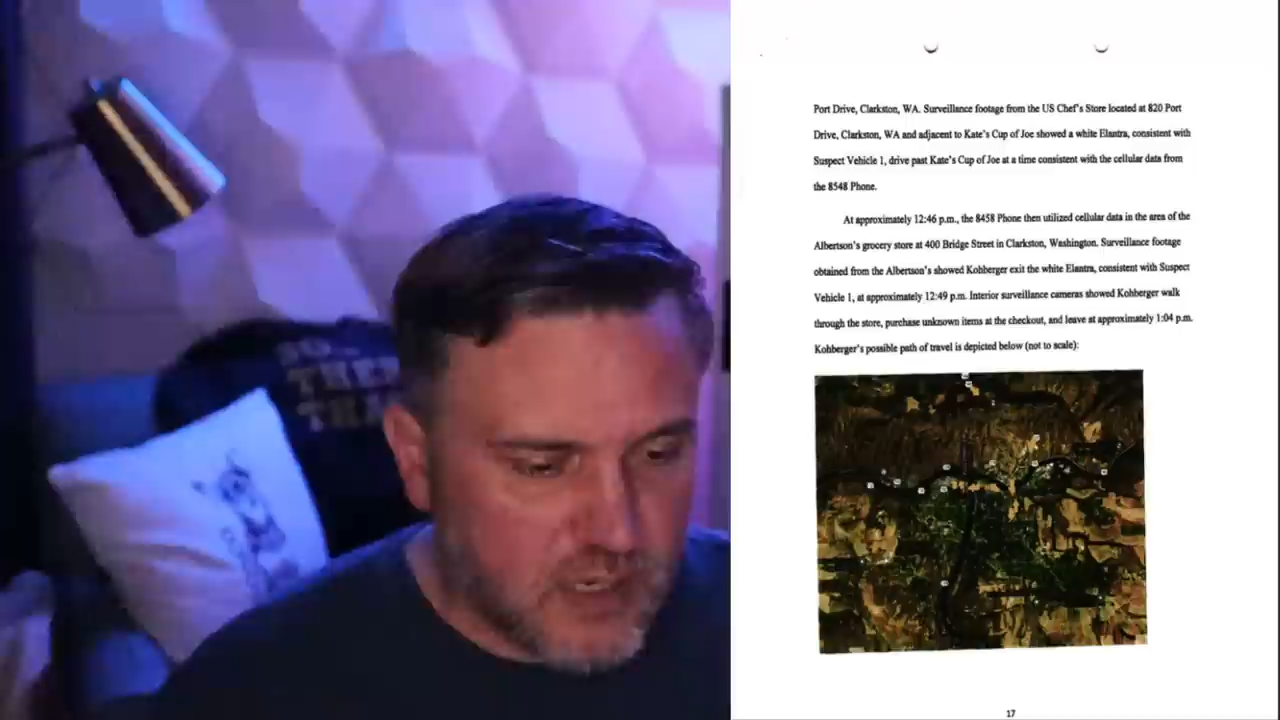 THE
THA
Port Drive, Clarkston, WA. Surveillance footage from the US Chef's Store located at 820 Port
Drive, Clarkston, WA and adjacent to Kate's Cup of Joe showed a white Elantra, consistent with
Suspect Vehicle 1, drive past Kate's Cup of Joe at a time consistent with the cellular data from
the 8548 Phone.
At approximately 12:46 p.m., the 8458 Phone then utilized cellular data in the area of the
Albertson's grocery store at 400 Bridge Street in Clarkston, Washington. Surveillance footage
obtained from the Albertson's showed Kohberger exit the white Elantra, consistent with Suspect
Vehicle 1, at approximately 12:49 p.m. Interior surveillance cameras showed Kohberger walk
through the store, purchase unknown items at the checkout, and leave at approximately 1:04 p.m.
Kohberger's possible path of travel is depicted below (not to scale):
17